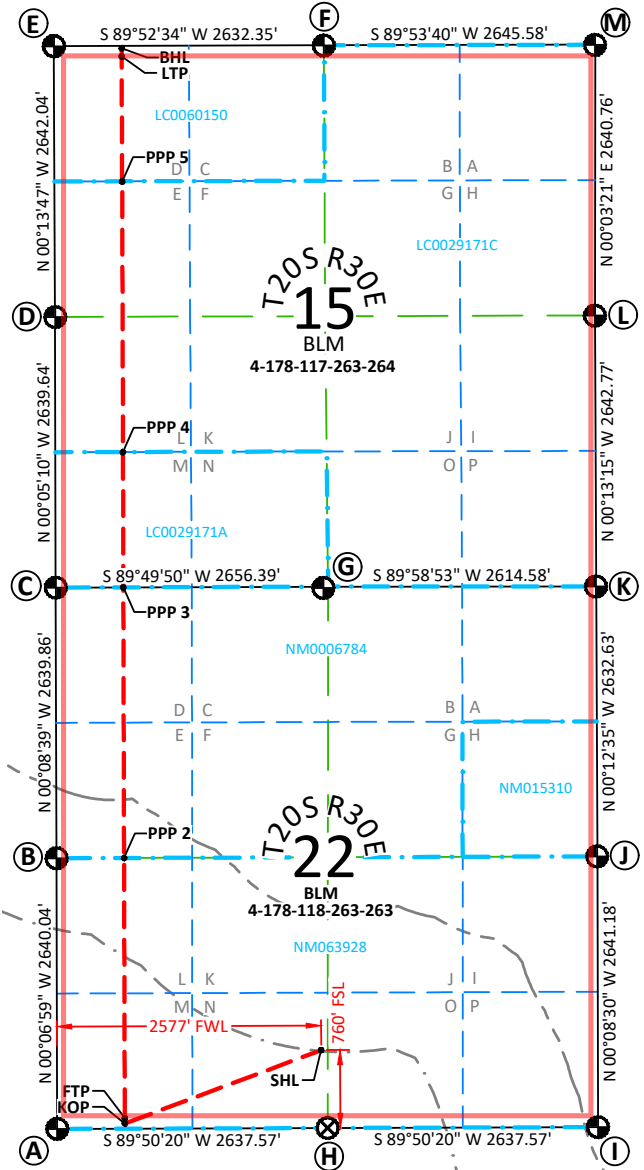 E
F
M
S 89°52'34" W 2632.35'
S 89°53'40" W 2645.58'
BHL
LTP
LC0060150
N 00°13'47" W 2642.04'
N 00°03'21" E 2640.76'
PPP 5
D C
E F
B A
G H
LC0029171C
T20S R30E
15
BLM
4-178-117-263-264
D
L
N 00°05'10" W 2639.64'
N 00°13'15" W 2642.77'
PPP 4
L K
M N
J I
O P
LC0029171A
S 89°49'50" W 2656.39'
G
S 89°58'53" W 2614.58'
C
K
PPP 3
NM0006784
N 00°08'39" W 2639.86'
N 00°12'35" W 2632.63'
D C
E F
B A
G H
NM015310
T20S R30E
22
BLM
4-178-118-263-263
PPP 2
B
J
NM063928
N 00°06'59" W 2640.04'
N 00°08'30" W 2641.18'
L K
M N
J I
O P
2577' FWL
760' FSL
SHL
FTP
KOP
A
S 89°50'20" W 2637.57'
H
S 89°50'20" W 2637.57'
I